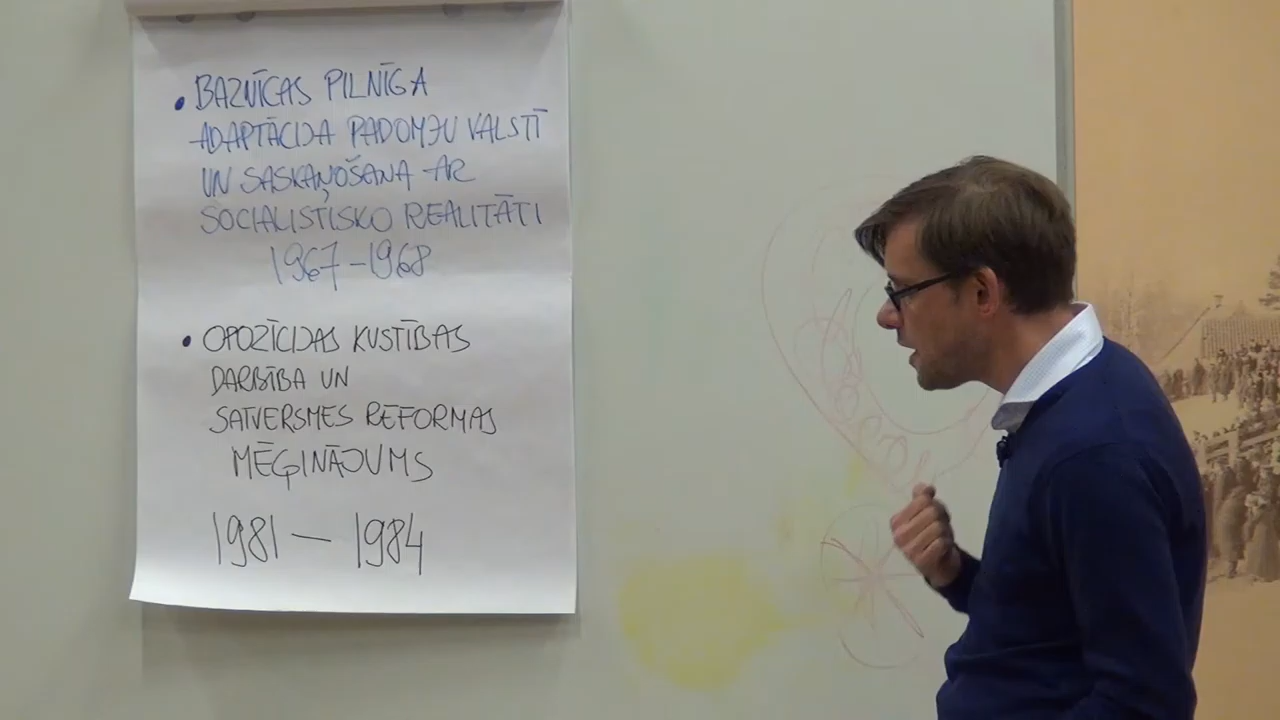 • BAZNĪCAS PILNĪGA
ADAPTĀCIJA PADOMJU VALSTĪ
UN SASKAŅOŠANA AR
SOCIALISTISKO REALITĀTI
1967-1968
• OPOZĪCIJAS KUSTĪBAS
DARBĪBA UN
SATVERSMES REFORMAS
MĒĢINĀJUMS
1981 — 1984